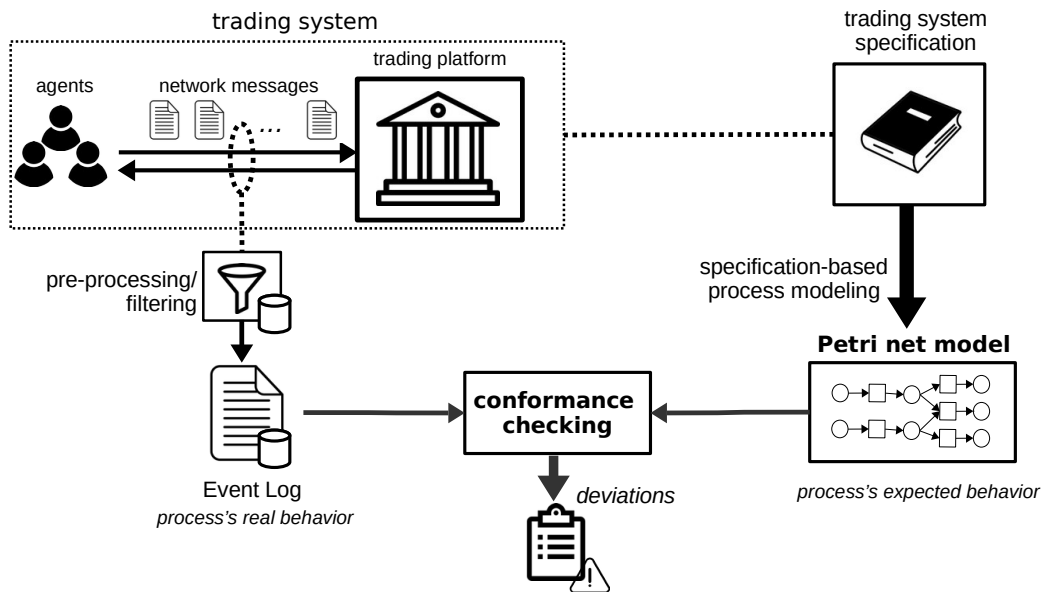 trading system
trading platform
agents
network messages
...
trading system
specification
pre-processing/
filtering
specification-based
process modeling
Petri net model
conformance
checking
Event Log
process's real behavior
deviations
process's expected behavior
!